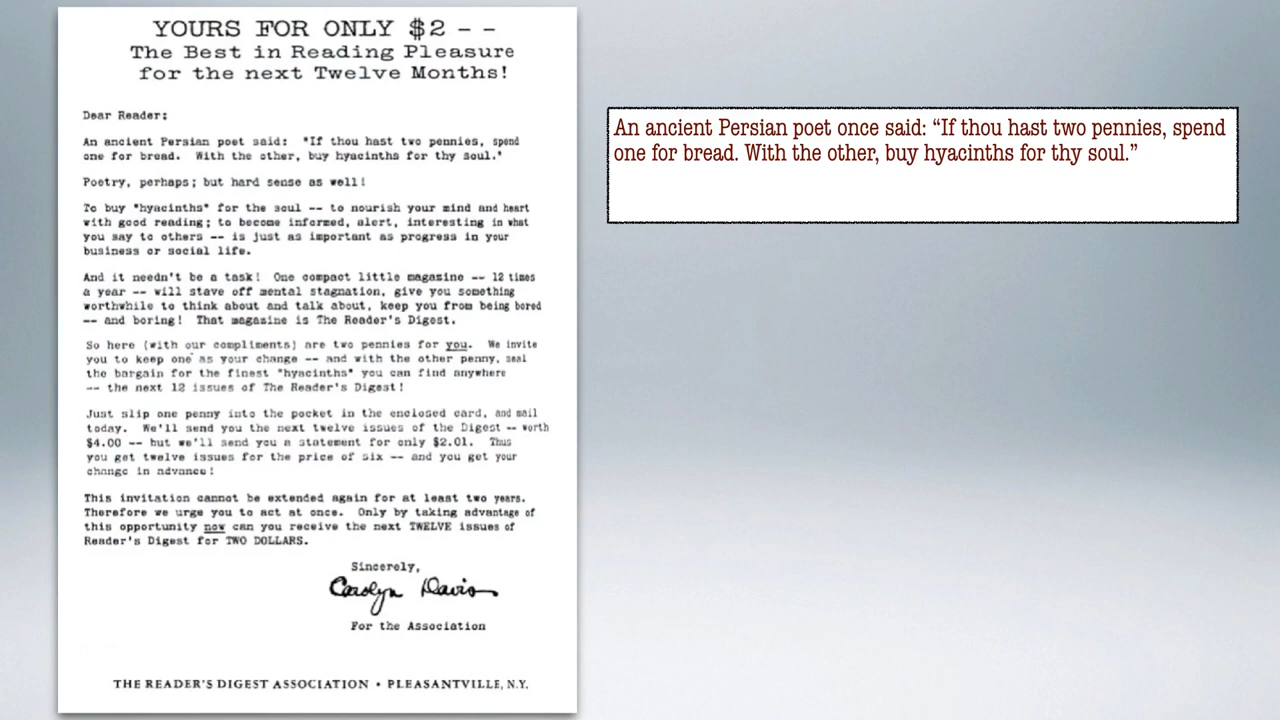 YOURS FOR ONLY $2 - -
The Best in Reading Pleasure
for the next Twelve Months!
Dear Reader:
An ancient Persian poet said: "If thou hast two pennies, spend
one for bread. With the other, buy hyacinths for thy soul."
Poetry, perhaps; but hard sense as well!
To buy "hyacinths" for the soul -- to nourish your mind and heart
with good reading; to become informed, alert, interesting in what
you say to others -- is just as important as progress in your
business or social life.
And it needn't be a task! One compact little magazine -- 12 times
a year -- will stave off mental stagnation, give you something
worthwhile to think about and talk about, keep you from being bored
-- and boring! That magazine is The Reader's Digest.
So here (with our compliments) are two pennies for you. We invite
you to keep one as your change -- and with the other penny, seal
the bargain for the finest "hyacinths" you can find anywhere
-- the next 12 issues of The Reader's Digest!
Just slip one penny into the pocket in the enclosed card, and mail
today. We'll send you the next twelve issues of the Digest -- worth
$4.00 -- but we'll send you a statement for only $2.01. Thus
you get twelve issues for the price of six -- and you get your
change in advance!
This invitation cannot be extended again for at least two years.
Therefore we urge you to act at once. Only by taking advantage of
this opportunity now can you receive the next TWELVE issues of
Reader's Digest for TWO DOLLARS.
Sincerely,
Carolyn Davis
For the Association
THE READER'S DIGEST ASSOCIATION • PLEASANTVILLE, N.Y.
An ancient Persian poet once said: “If thou hast two pennies, spend
one for bread. With the other, buy hyacinths for thy soul.”